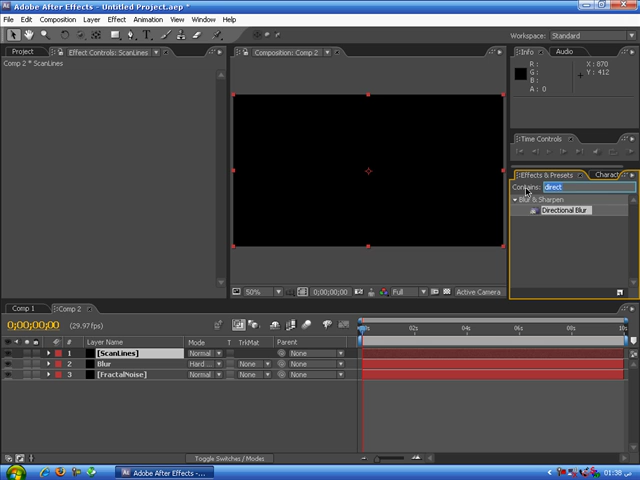 Adobe After Effects - Untitled Project.aep *
File Edit Composition Layer Effect Animation View Window Help
Workspace: Standard
Project Effect Controls: ScanLines
Comp 2 * ScanLines
Composition: Comp 2
Info Audio
R :
G :
B :
A : 0
X : 870
Y : 412
Time Controls
Effects & Presets Charact
Contains: direct
Blur & Sharpen
Directional Blur
50% 0;00;00;00 Full Active Camera
Comp 1 Comp 2
0;00;00;00 (29.97fps)
# Layer Name Mode T TrkMat Parent
1 [ScanLines] Normal None
2 Blur Hard ... None None
3 [FractalNoise] Normal None None
02s 04s 06s 08s 10s
Toggle Switches / Modes
Adobe After Effects -...
01:38 ص